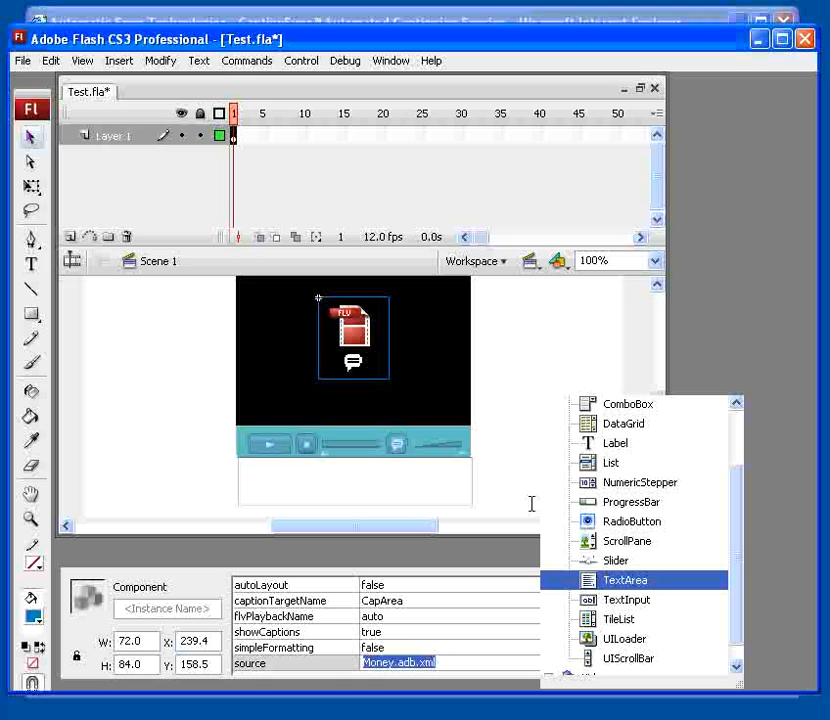 Adobe Flash CS3 Professional - [Test.fla*]
File Edit View Insert Modify Text Commands Control Debug Window Help
Test.fla*
Fl
1 5 10 15 20 25 30 35 40 45 50
Layer 1
1 12.0 fps 0.0s
Scene 1 Workspace 100%
FLV
ComboBox
DataGrid
Label
List
NumericStepper
ProgressBar
RadioButton
ScrollPane
Slider
TextArea
TextInput
TileList
UILoader
UIScrollBar
Component
<Instance Name>
W: 72.0 X: 239.4
H: 84.0 Y: 158.5
autoLayout false
captionTargetName CapArea
flvPlaybackName auto
showCaptions true
simpleFormatting false
source Money.adb.xml